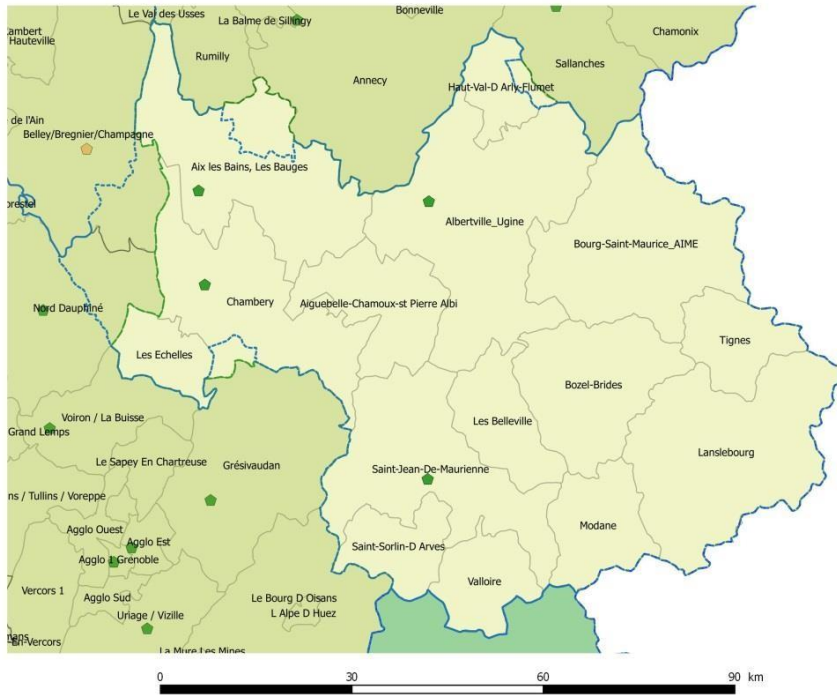 Le Val des Usses
La Balme de Sillingy
Bonneville
Chamonix
Hauteville
Rumilly
Annecy
Sallanches
Haut-Val-D Arly-Flumet
de l'Ain
Belley/Bregnier/Champagne
Aix les Bains, Les Bauges
Albertville_Ugine
Bourg-Saint-Maurice_AIME
Nord Dauphiné
Chambery
Aiguebelle-Chamoux-st Pierre Albi
Tignes
Les Echelles
Bozel-Brides
Voiron / La Buisse
Grand Lemps
Les Belleville
Lanslebourg
Le Sapey En Chartreuse
Grésivaudan
Saint-Jean-De-Maurienne
ns / Tullins / Voreppe
Agglo Ouest
Agglo Est
Modane
Saint-Sorlin-D Arves
Agglo 1 Grenoble
Valloire
Vercors 1
Agglo Sud
Le Bourg D Oisans
L Alpe D Huez
Uriage / Vizille
En-Vercors
La Mure Les Mines
0 30 60 90 km